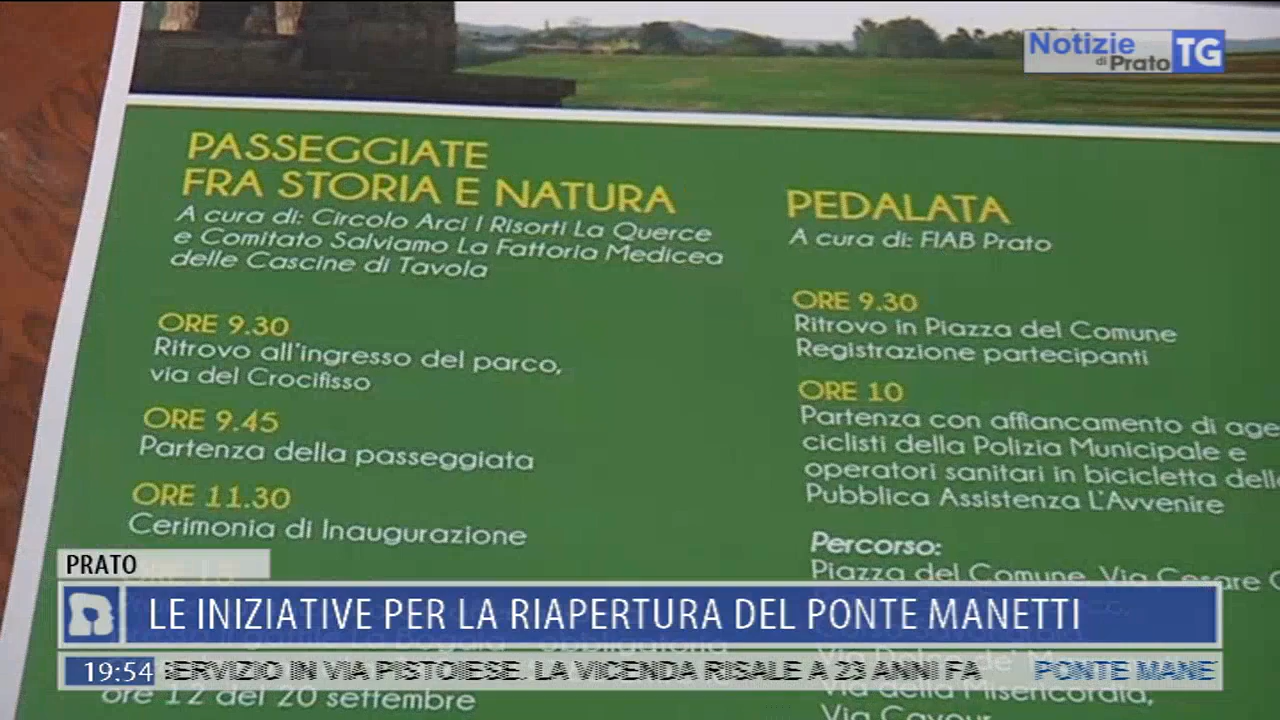 Notizie
di Prato TG
PASSEGGIATE
FRA STORIA E NATURA
A cura di: Circolo Arci I Risorti La Querce
e Comitato Salviamo La Fattoria Medicea
delle Cascine di Tavola
ORE 9.30
Ritrovo all'ingresso del parco,
via del Crocifisso
ORE 9.45
Partenza della passeggiata
ORE 11.30
Cerimonia di Inaugurazione
ore 12 del 20 settembre
PEDALATA
A cura di: FIAB Prato
ORE 9.30
Ritrovo in Piazza del Comune
Registrazione partecipanti
ORE 10
Partenza con affiancamento di age
ciclisti della Polizia Municipale e
operatori sanitari in bicicletta dell
Pubblica Assistenza L'Avvenire
Percorso:
Piazza del Comune, Via Cesare
Via della Misericordia,
Via Cavour
PRATO
LE INIZIATIVE PER LA RIAPERTURA DEL PONTE MANETTI
19:54 SERVIZIO IN VIA PISTOIESE. LA VICENDA RISALE A 23 ANNI FA PONTE MANE